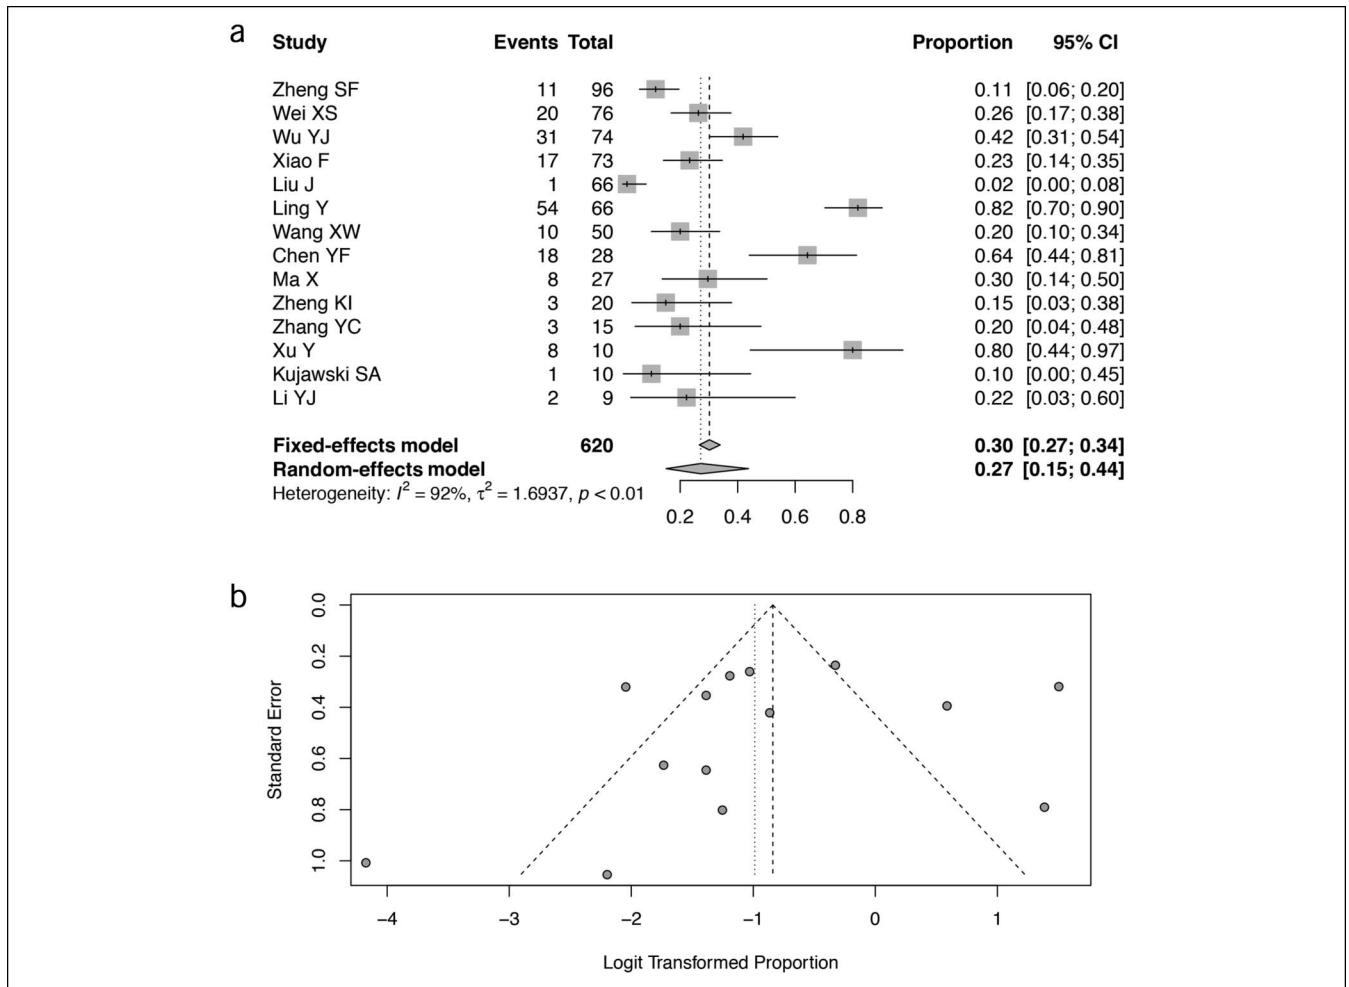 a
Study Events Total Proportion 95% CI
Zheng SF 11 96 0.11 [0.06; 0.20]
Wei XS 20 76 0.26 [0.17; 0.38]
Wu YJ 31 74 0.42 [0.31; 0.54]
Xiao F 17 73 0.23 [0.14; 0.35]
Liu J 1 66 0.02 [0.00; 0.08]
Ling Y 54 66 0.82 [0.70; 0.90]
Wang XW 10 50 0.20 [0.10; 0.34]
Chen YF 18 28 0.64 [0.44; 0.81]
Ma X 8 27 0.30 [0.14; 0.50]
Zheng KI 3 20 0.15 [0.03; 0.38]
Zhang YC 3 15 0.20 [0.04; 0.48]
Xu Y 8 10 0.80 [0.44; 0.97]
Kujawski SA 1 10 0.10 [0.00; 0.45]
Li YJ 2 9 0.22 [0.03; 0.60]
Fixed-effects model 620 0.30 [0.27; 0.34]
Random-effects model 0.27 [0.15; 0.44]
Heterogeneity: I² = 92%, τ² = 1.6937, p < 0.01
0.2 0.4 0.6 0.8
b
Standard Error
0.0
0.2
0.4
0.6
0.8
1.0
−4 −3 −2 −1 0 1
Logit Transformed Proportion